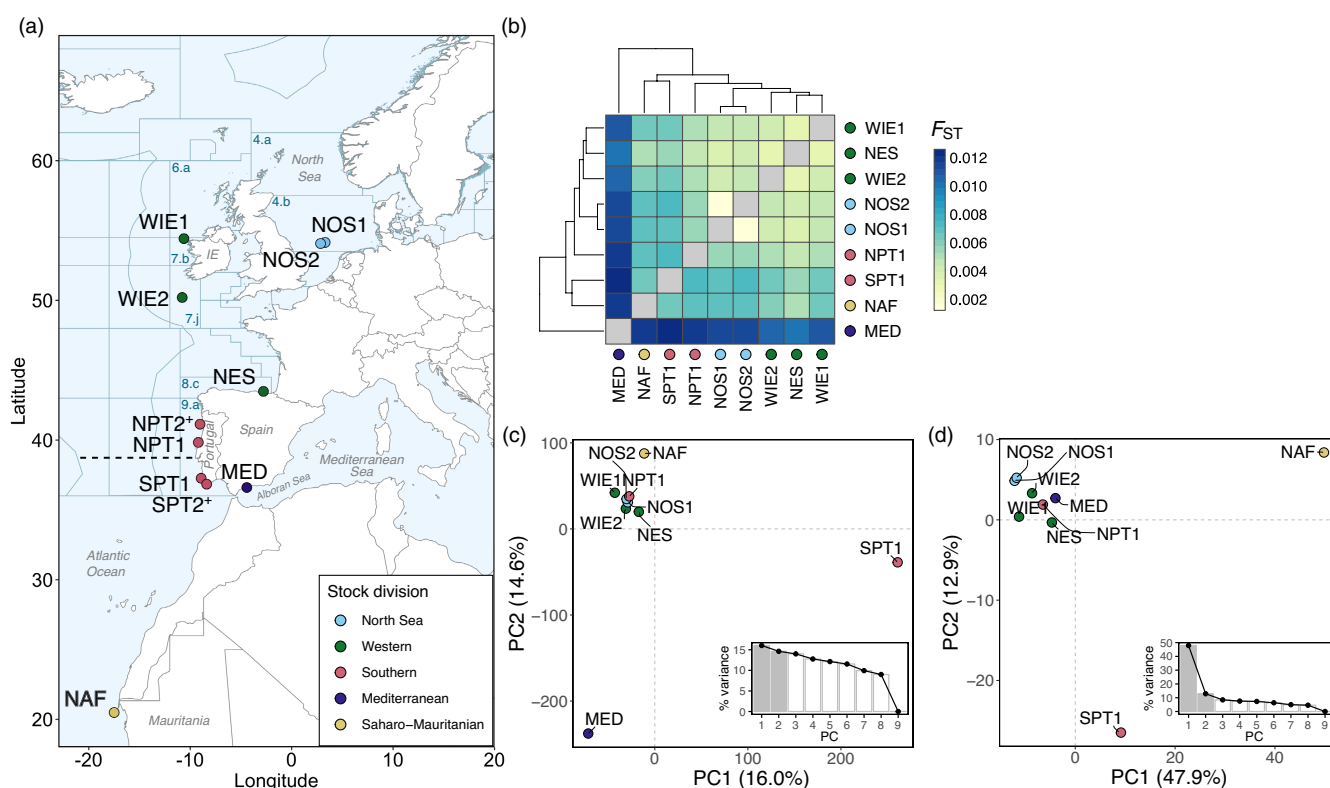 (a)
60
50
40
30
20
Latitude
-20
-10
0
10
20
Longitude
4.a
6.a
North
Sea
4.b
WIE1
NOS1
NOS2
IE
7.b
WIE2
7.j
8.c
NES
9.a
NPT2+
NPT1
Portugal
Spain
SPT1
SPT2+
MED
Alboran Sea
Mediterranean
Sea
Atlantic
Ocean
NAF
Mauritania
Stock division
North Sea
Western
Southern
Mediterranean
Saharo−Mauritanian
(b)
WIE1
NES
WIE2
NOS2
NOS1
NPT1
SPT1
NAF
MED
MED
NAF
SPT1
NPT1
NOS1
NOS2
WIE2
NES
WIE1
FST
0.012
0.010
0.008
0.006
0.004
0.002
(c)
100
0
−100
−200
PC2 (14.6%)
0
100
200
PC1 (16.0%)
NOS2
NAF
WIE1
NPT1
NOS1
WIE2
NES
SPT1
MED
% variance
15
10
5
0
1 2 3 4 5 6 7 8 9
PC
(d)
10
0
−10
−20
PC2 (12.9%)
0
20
40
PC1 (47.9%)
NOS2
NOS1
NAF
WIE2
MED
WIE1
NES
NPT1
SPT1
% variance
50
40
30
20
10
0
1 2 3 4 5 6 7 8 9
PC